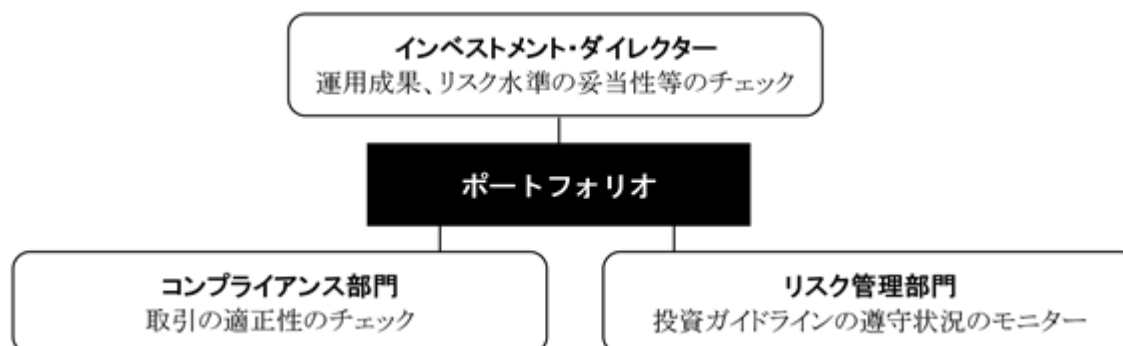 インベストメント・ダイレクター
運用成果、リスク水準の妥当性等のチェック
ポートフォリオ
コンプライアンス部門
取引の適正性のチェック
リスク管理部門
投資ガイドラインの遵守状況のモニター